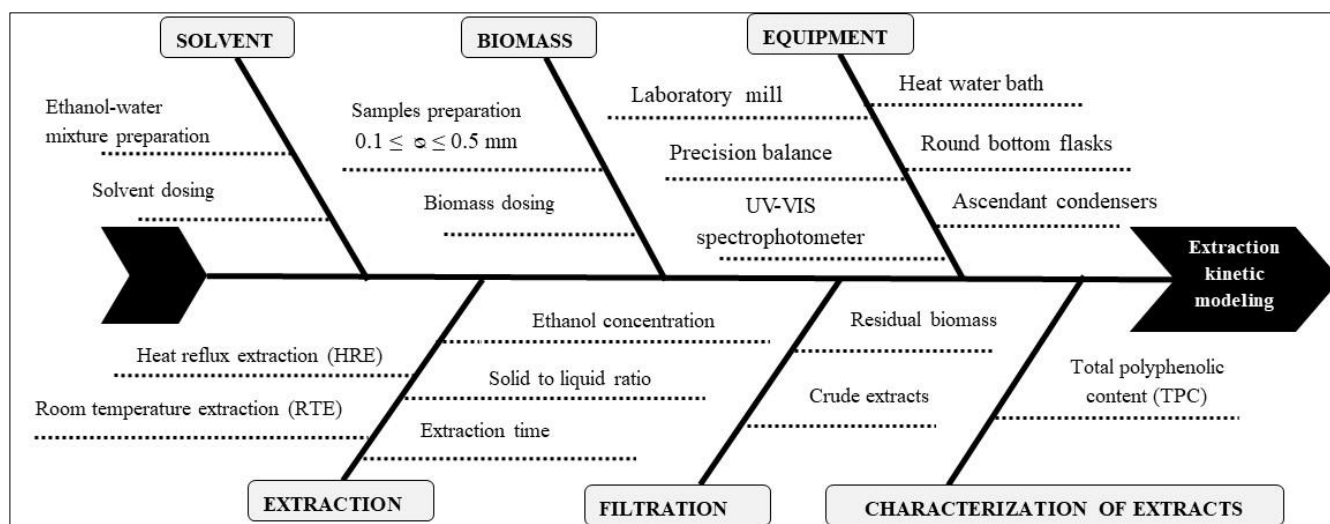 SOLVENT
BIOMASS
EQUIPMENT
Ethanol-water
mixture preparation
Solvent dosing
Samples preparation
0.1 ≤ ᴓ ≤ 0.5 mm
Biomass dosing
Laboratory mill
Precision balance
UV-VIS
spectrophotometer
Heat water bath
Round bottom flasks
Ascendant condensers
Extraction
kinetic
modeling
Heat reflux extraction (HRE)
Room temperature extraction (RTE)
Ethanol concentration
Solid to liquid ratio
Extraction time
Residual biomass
Crude extracts
Total polyphenolic
content (TPC)
EXTRACTION
FILTRATION
CHARACTERIZATION OF EXTRACTS